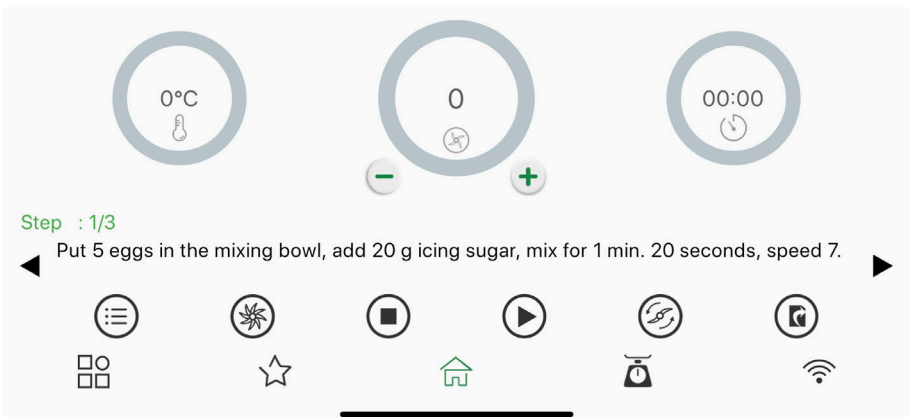 0°C
0
00:00
Step : 1/3
Put 5 eggs in the mixing bowl, add 20 g icing sugar, mix for 1 min. 20 seconds, speed 7.